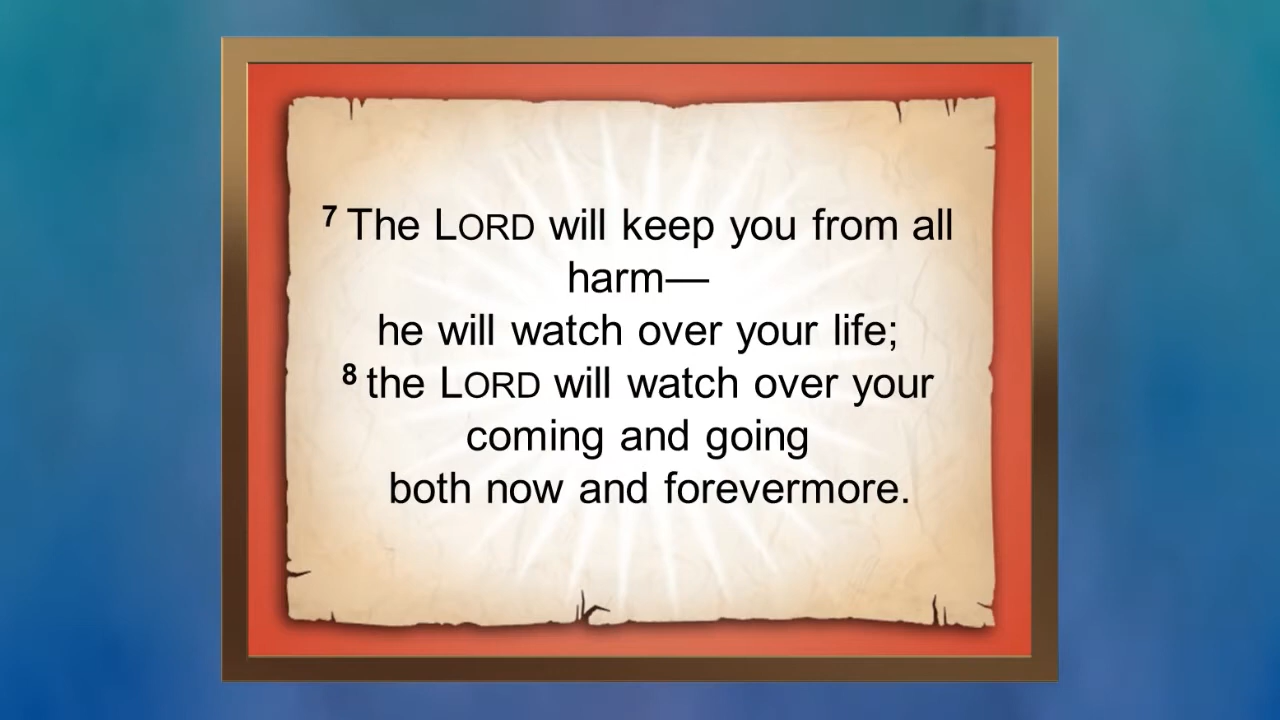 7 The LORD will keep you from all
harm—
he will watch over your life;
8 the LORD will watch over your
coming and going
both now and forevermore.